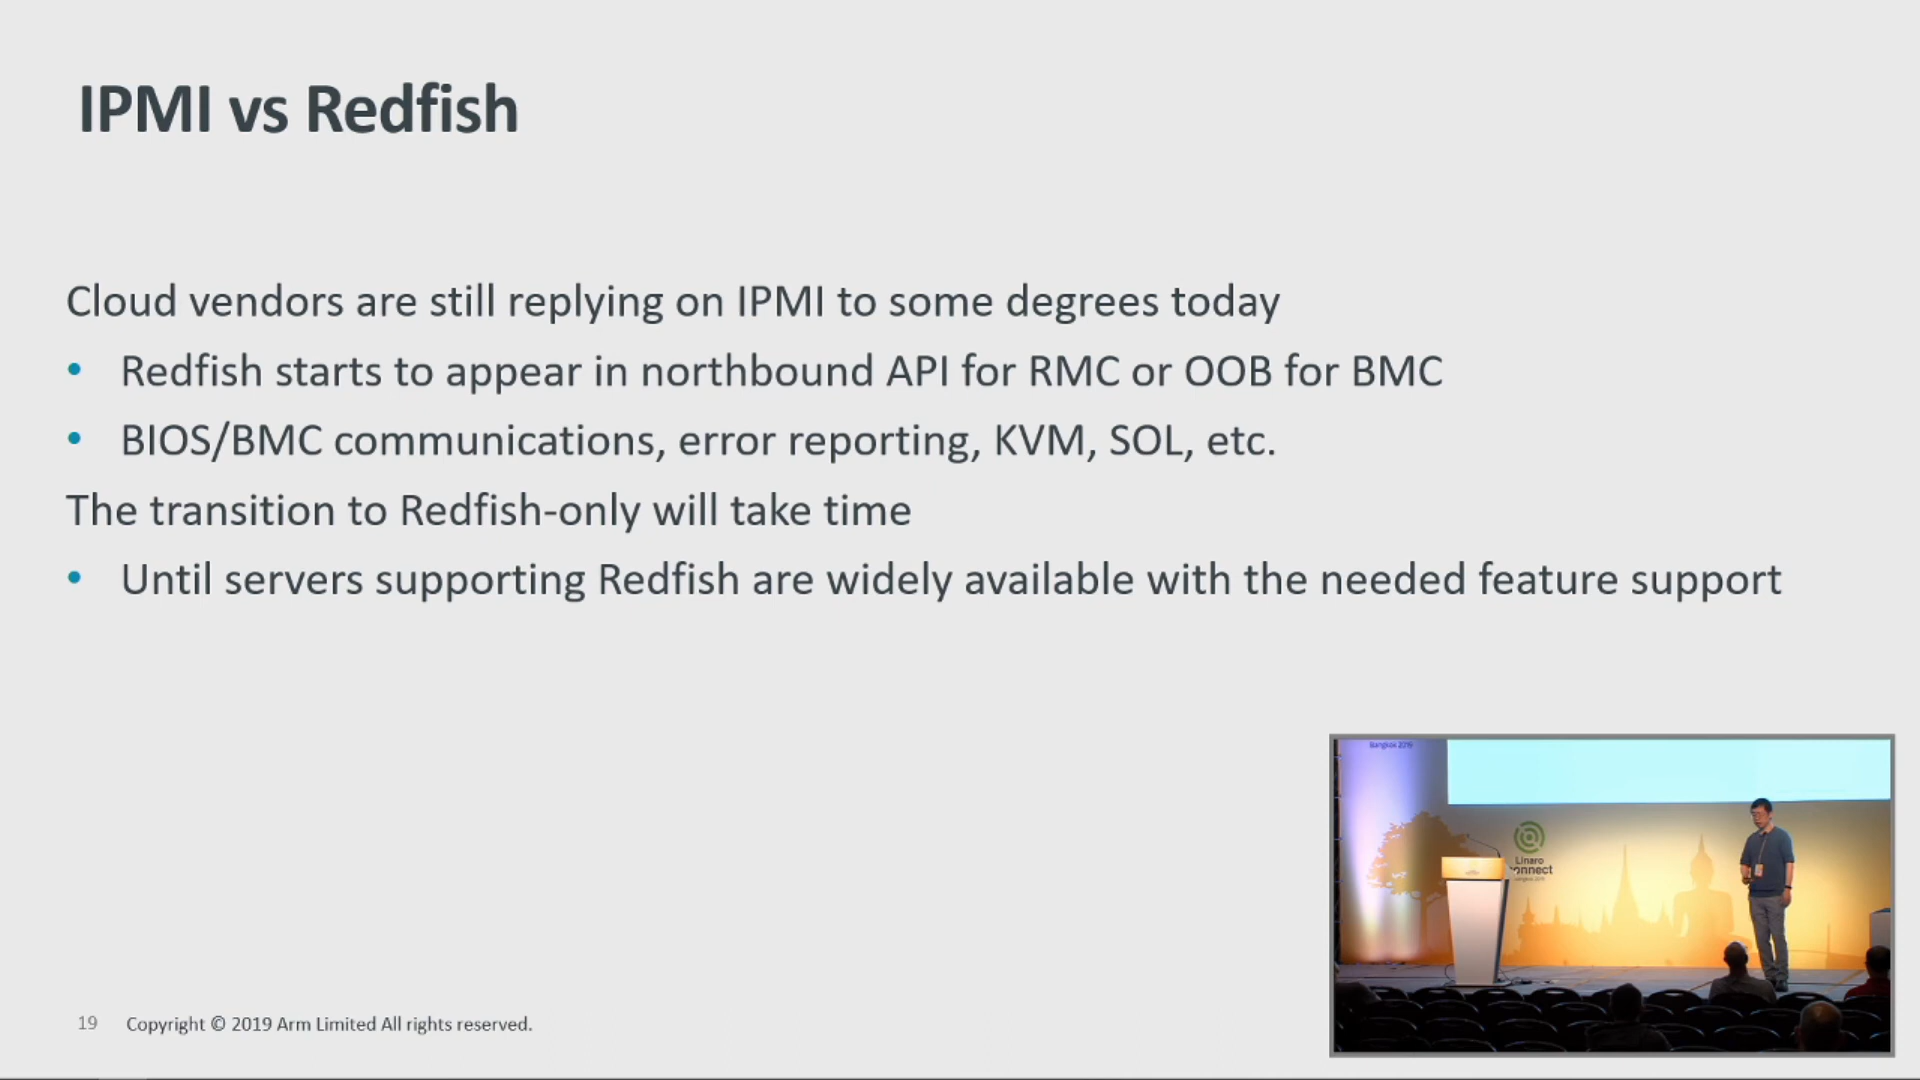 IPMI vs Redfish
Cloud vendors are still replying on IPMI to some degrees today
• Redfish starts to appear in northbound API for RMC or OOB for BMC
• BIOS/BMC communications, error reporting, KVM, SOL, etc.
The transition to Redfish-only will take time
• Until servers supporting Redfish are widely available with the needed feature support
Bangkok 2019
Linaro
connect
19 Copyright © 2019 Arm Limited All rights reserved.